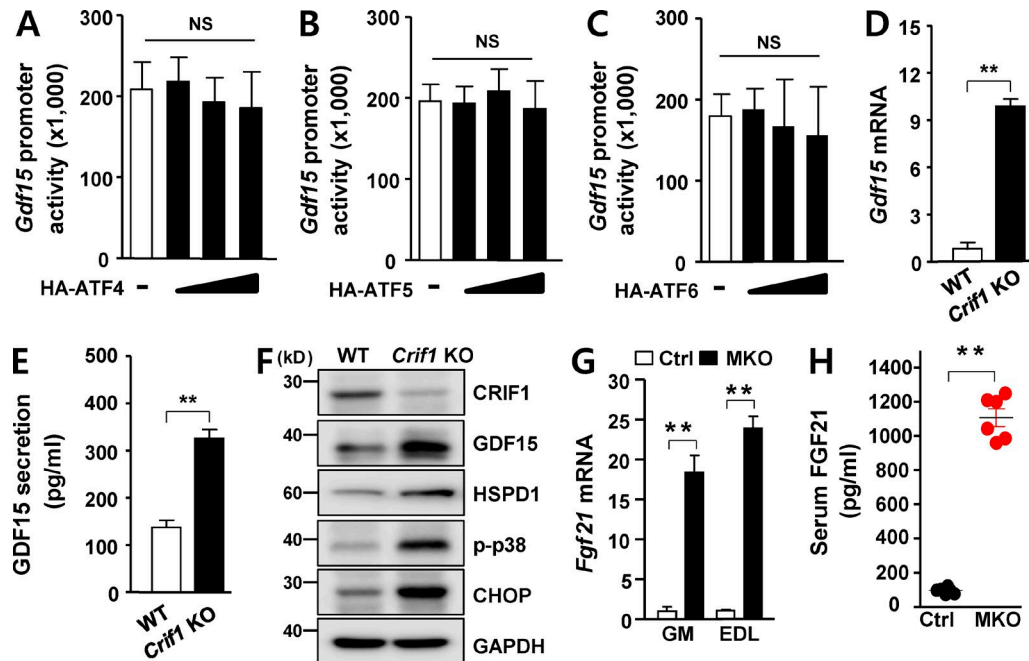 A
NS
300
200
100
0
Gdf15 promoter
activity (x1,000)
HA-ATF4
-
B
NS
300
200
100
0
Gdf15 promoter
activity (x1,000)
HA-ATF5
-
C
NS
300
200
100
0
Gdf15 promoter
activity (x1,000)
HA-ATF6
-
D
15
12
9
6
3
0
Gdf15 mRNA
**
WT
Crif1 KO
E
500
400
300
200
100
0
GDF15 secretion
(pg/ml)
**
WT
Crif1 KO
F
(kD) WT Crif1 KO
30 CRIF1
40 GDF15
60 HSPD1
40 p-p38
30 CHOP
40 GAPDH
G
Ctrl MKO
30
25
20
15
10
5
0
Fgf21 mRNA
**
**
GM EDL
H
**
1400
1200
1000
800
600
400
200
0
Serum FGF21
(pg/ml)
Ctrl MKO